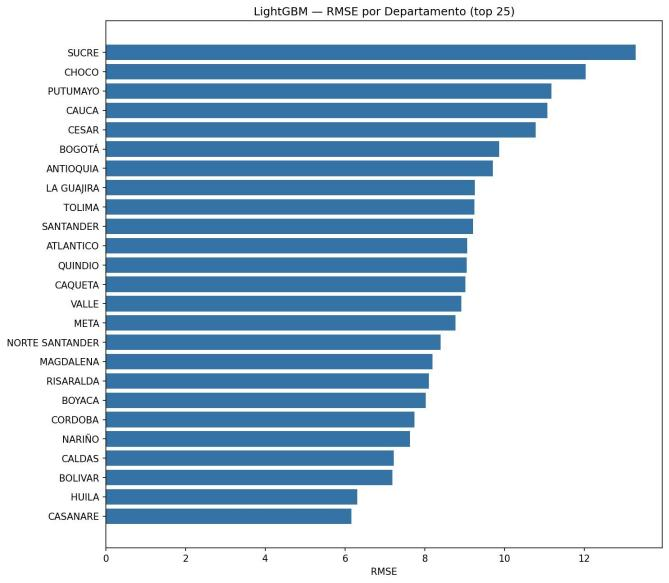 LightGBM — RMSE por Departamento (top 25)
SUCRE
CHOCO
PUTUMAYO
CAUCA
CESAR
BOGOTÁ
ANTIOQUIA
LA GUAJIRA
TOLIMA
SANTANDER
ATLANTICO
QUINDIO
CAQUETA
VALLE
META
NORTE SANTANDER
MAGDALENA
RISARALDA
BOYACA
CORDOBA
NARIÑO
CALDAS
BOLIVAR
HUILA
CASANARE
0 2 4 6 8 10 12
RMSE